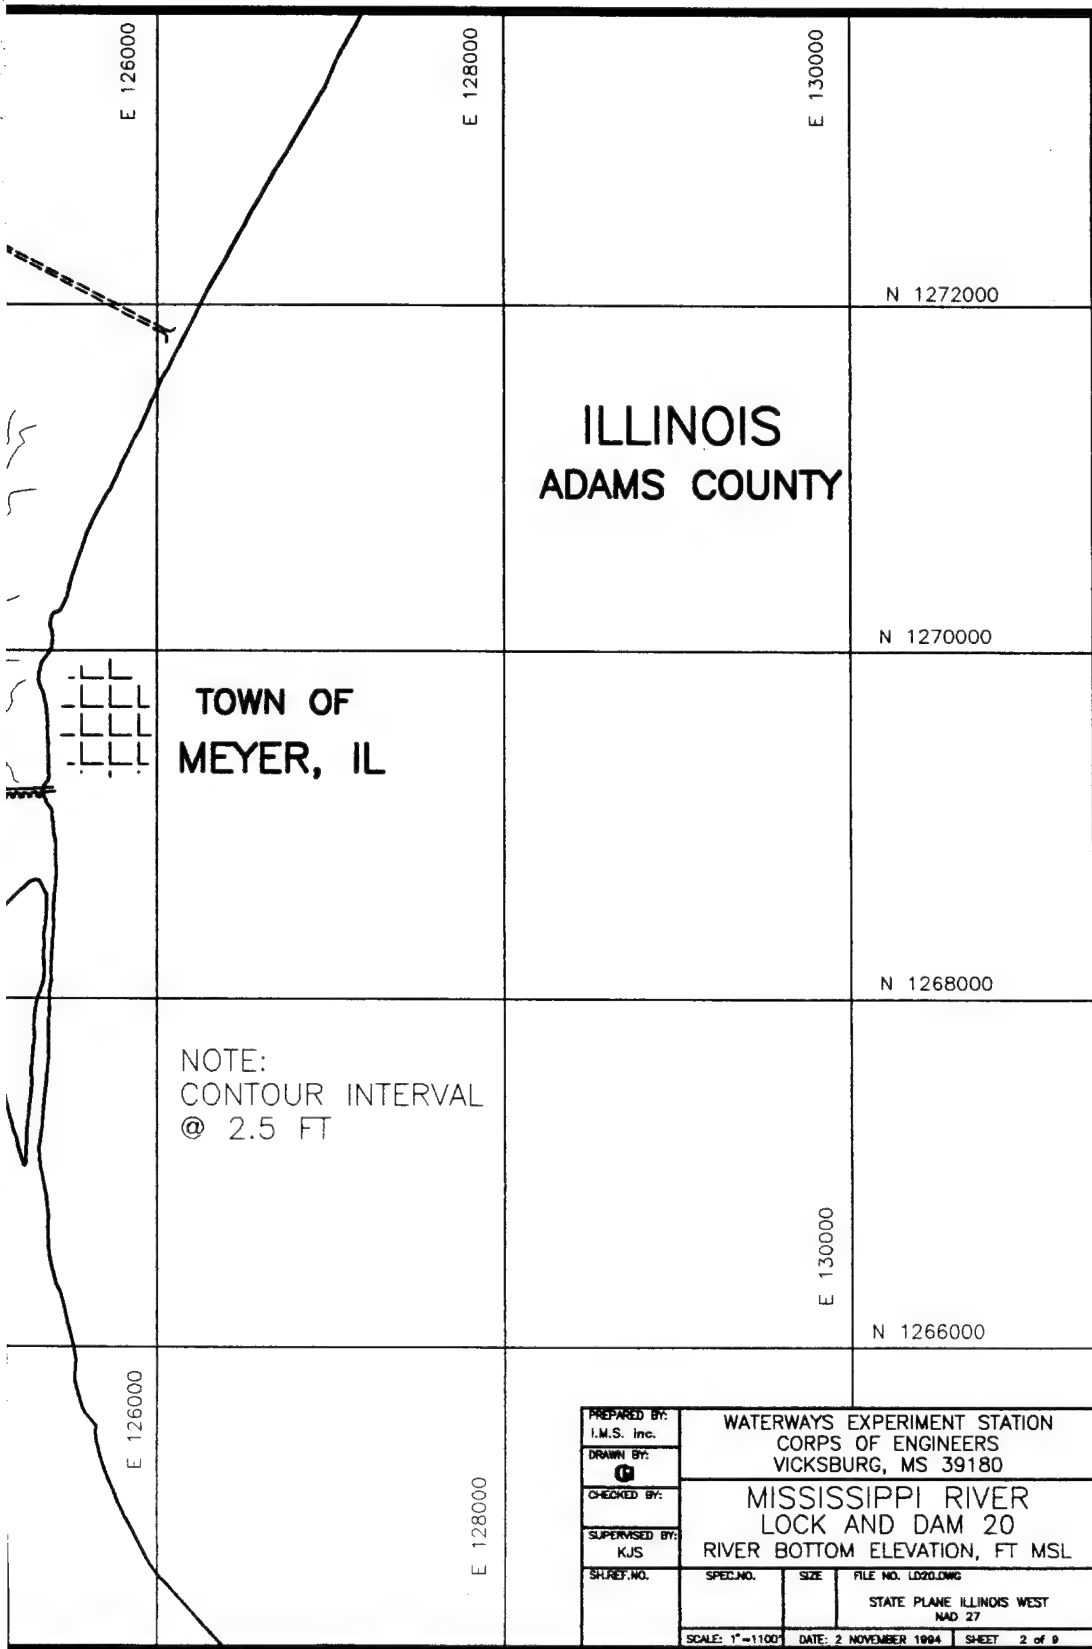 E 126000
E 128000
E 130000
N 1272000
ILLINOIS
ADAMS COUNTY
N 1270000
TOWN OF
MEYER, IL
N 1268000
NOTE:
CONTOUR INTERVAL
@ 2.5 FT
E 130000
N 1266000
E 126000
E 128000
PREPARED BY:
I.M.S. Inc.
DRAWN BY:
CHECKED BY:
SUPERVISED BY:
KJS
SH.REF.NO.
WATERWAYS EXPERIMENT STATION
CORPS OF ENGINEERS
VICKSBURG, MS 39180
MISSISSIPPI RIVER
LOCK AND DAM 20
RIVER BOTTOM ELEVATION, FT MSL
SPEC.NO.
SIZE
FILE NO. LD20.DWG
STATE PLANE ILLINOIS WEST
NAD 27
SCALE: 1"=1100'
DATE: 2 NOVEMBER 1994
SHEET 2 of 9